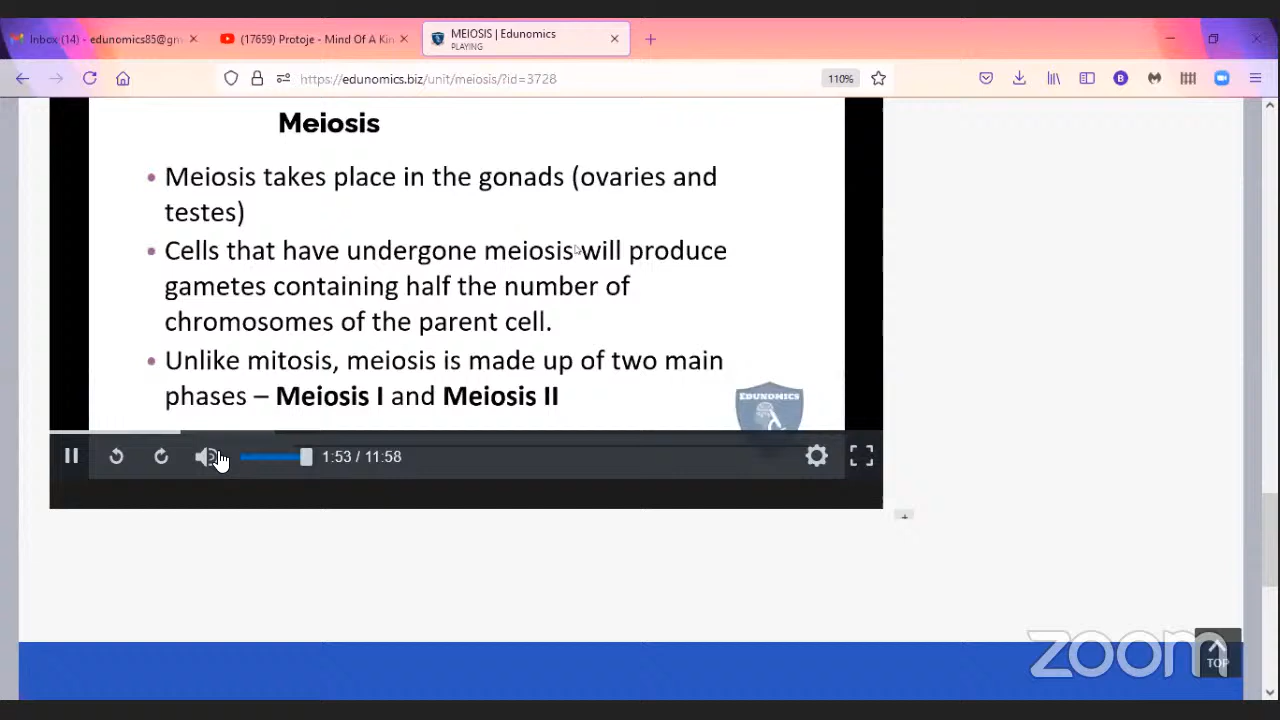 Inbox (14) - edunomics85@gm
(17659) Protoje - Mind Of A Kin
MEIOSIS | Edunomics
PLAYING
https://edunomics.biz/unit/meiosis/?id=3728
110%
B
Meiosis
• Meiosis takes place in the gonads (ovaries and
testes)
• Cells that have undergone meiosis will produce
gametes containing half the number of
chromosomes of the parent cell.
• Unlike mitosis, meiosis is made up of two main
phases – Meiosis I and Meiosis II
EDUNOMICS
1:53 / 11:58
zoom
TOP